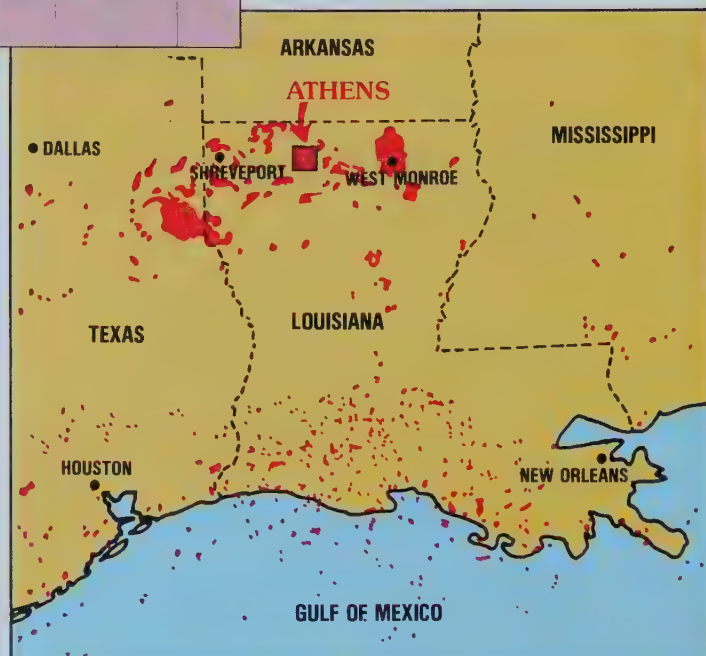 ARKANSAS
ATHENS
MISSISSIPPI
DALLAS
SHREVEPORT
WEST MONROE
TEXAS
LOUISIANA
HOUSTON
NEW ORLEANS
GULF OF MEXICO